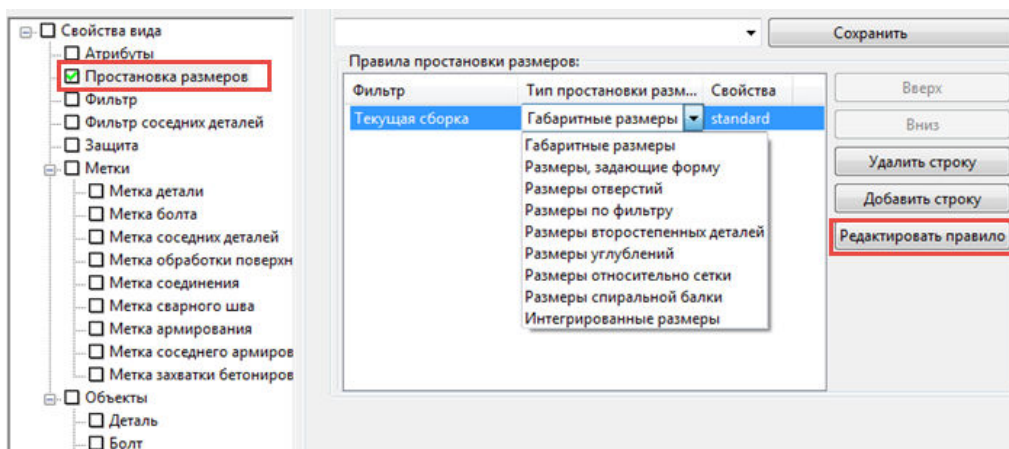 Свойства вида
Атрибуты
Простановка размеров
Фильтр
Фильтр соседних деталей
Защита
Метки
Метка детали
Метка болта
Метка соседних деталей
Метка обработки поверхн
Метка соединения
Метка сварного шва
Метка армирования
Метка соседнего армиров
Метка захватки бетониров
Объекты
Деталь
Болт
Сохранить
Правила простановки размеров:
Фильтр Тип простановки разм... Свойства
Текущая сборка Габаритные размеры standard
Габаритные размеры
Размеры, задающие форму
Размеры отверстий
Размеры по фильтру
Размеры второстепенных деталей
Размеры углублений
Размеры относительно сетки
Размеры спиральной балки
Интегрированные размеры
Вверх
Вниз
Удалить строку
Добавить строку
Редактировать правило